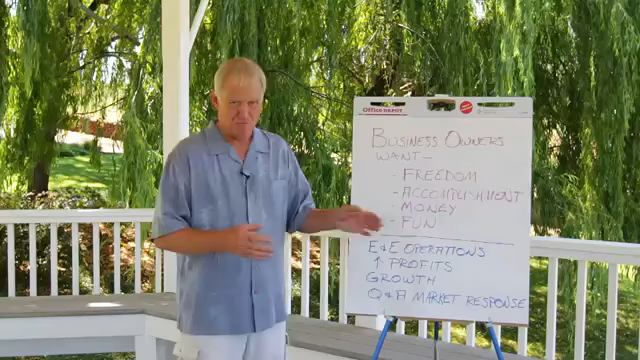 Office DEPOT
BUSINESS OWNERS
WANT—
- FREEDOM
- ACCOMPLISHMENT
- MONEY
- FUN
E&E OPERATIONS
↑ PROFITS
GROWTH
Q&A MARKET RESPONSE